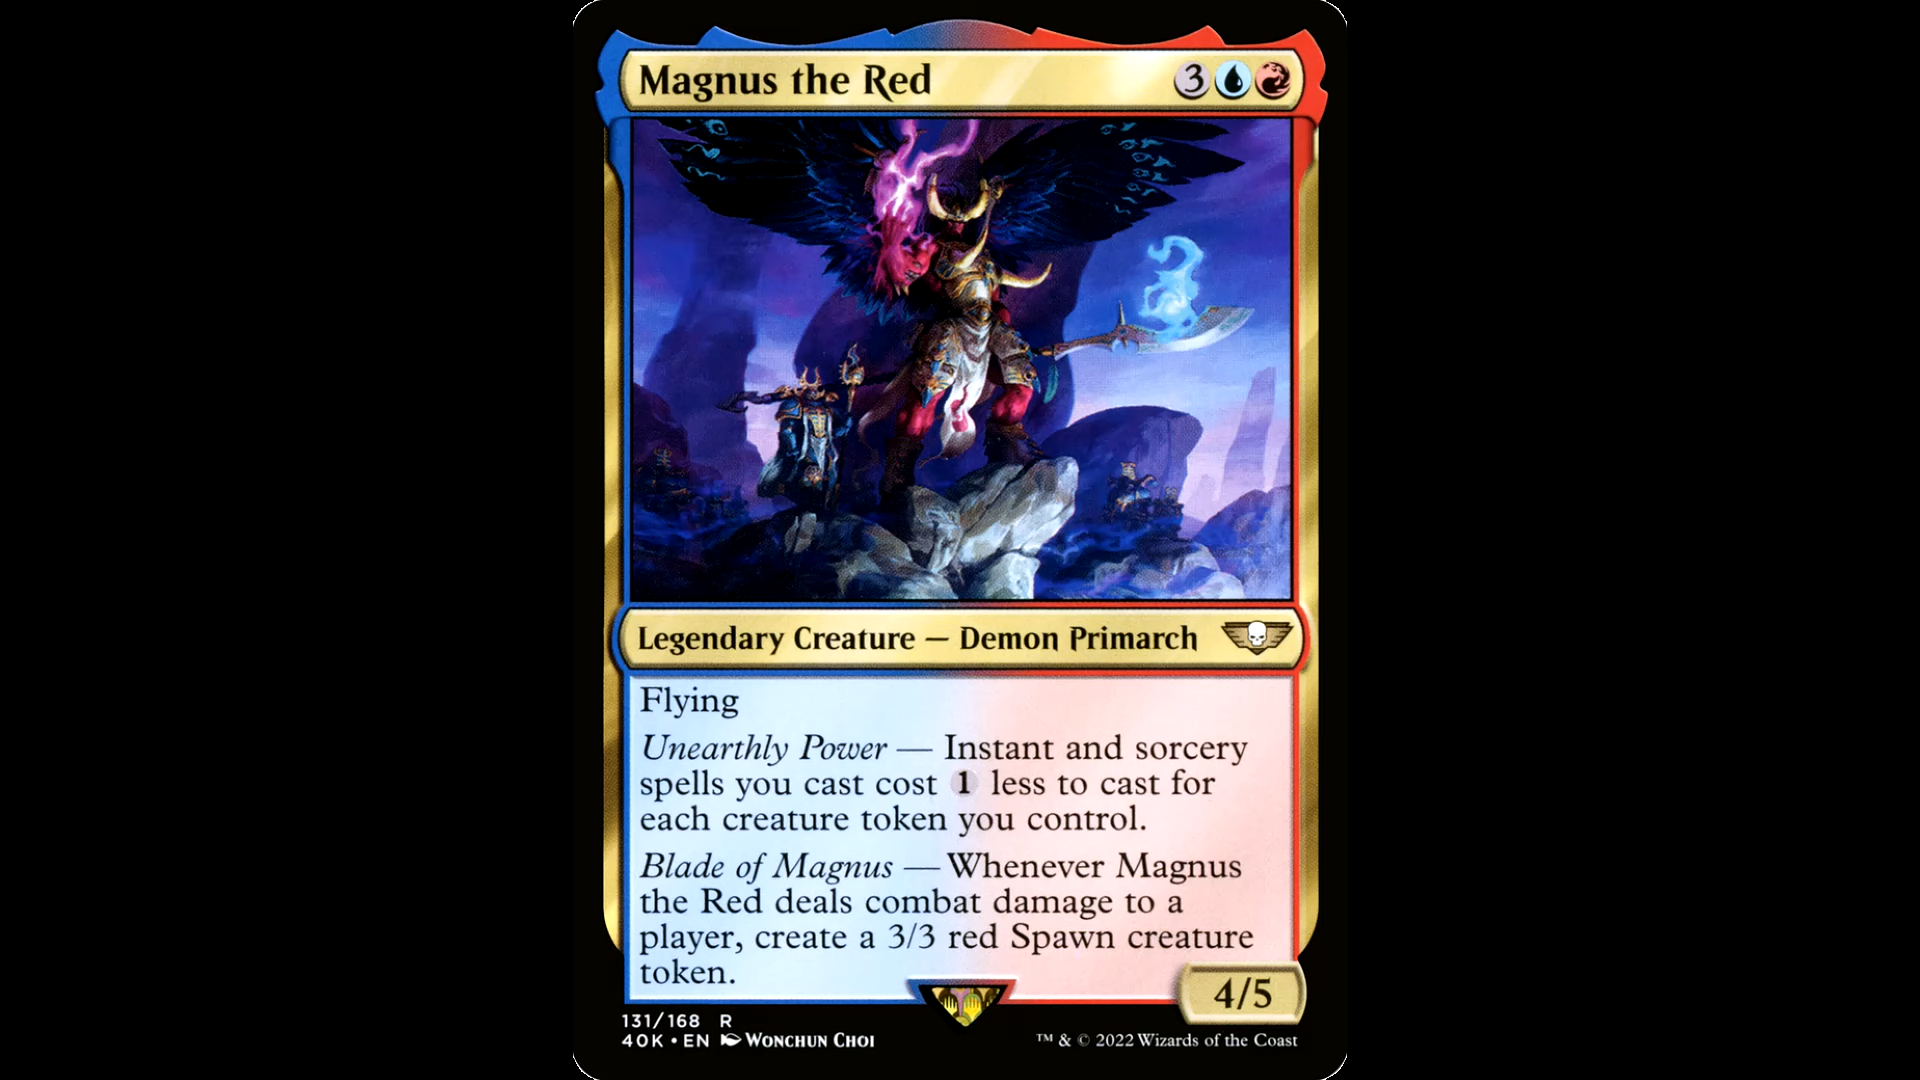 Magnus the Red 3
Legendary Creature — Demon Primarch
Flying
Unearthly Power — Instant and sorcery
spells you cast cost 1 less to cast for
each creature token you control.
Blade of Magnus — Whenever Magnus
the Red deals combat damage to a
player, create a 3/3 red Spawn creature
token.
4/5
131/168 R
40K • EN Wonchun Choi
™ & © 2022 Wizards of the Coast